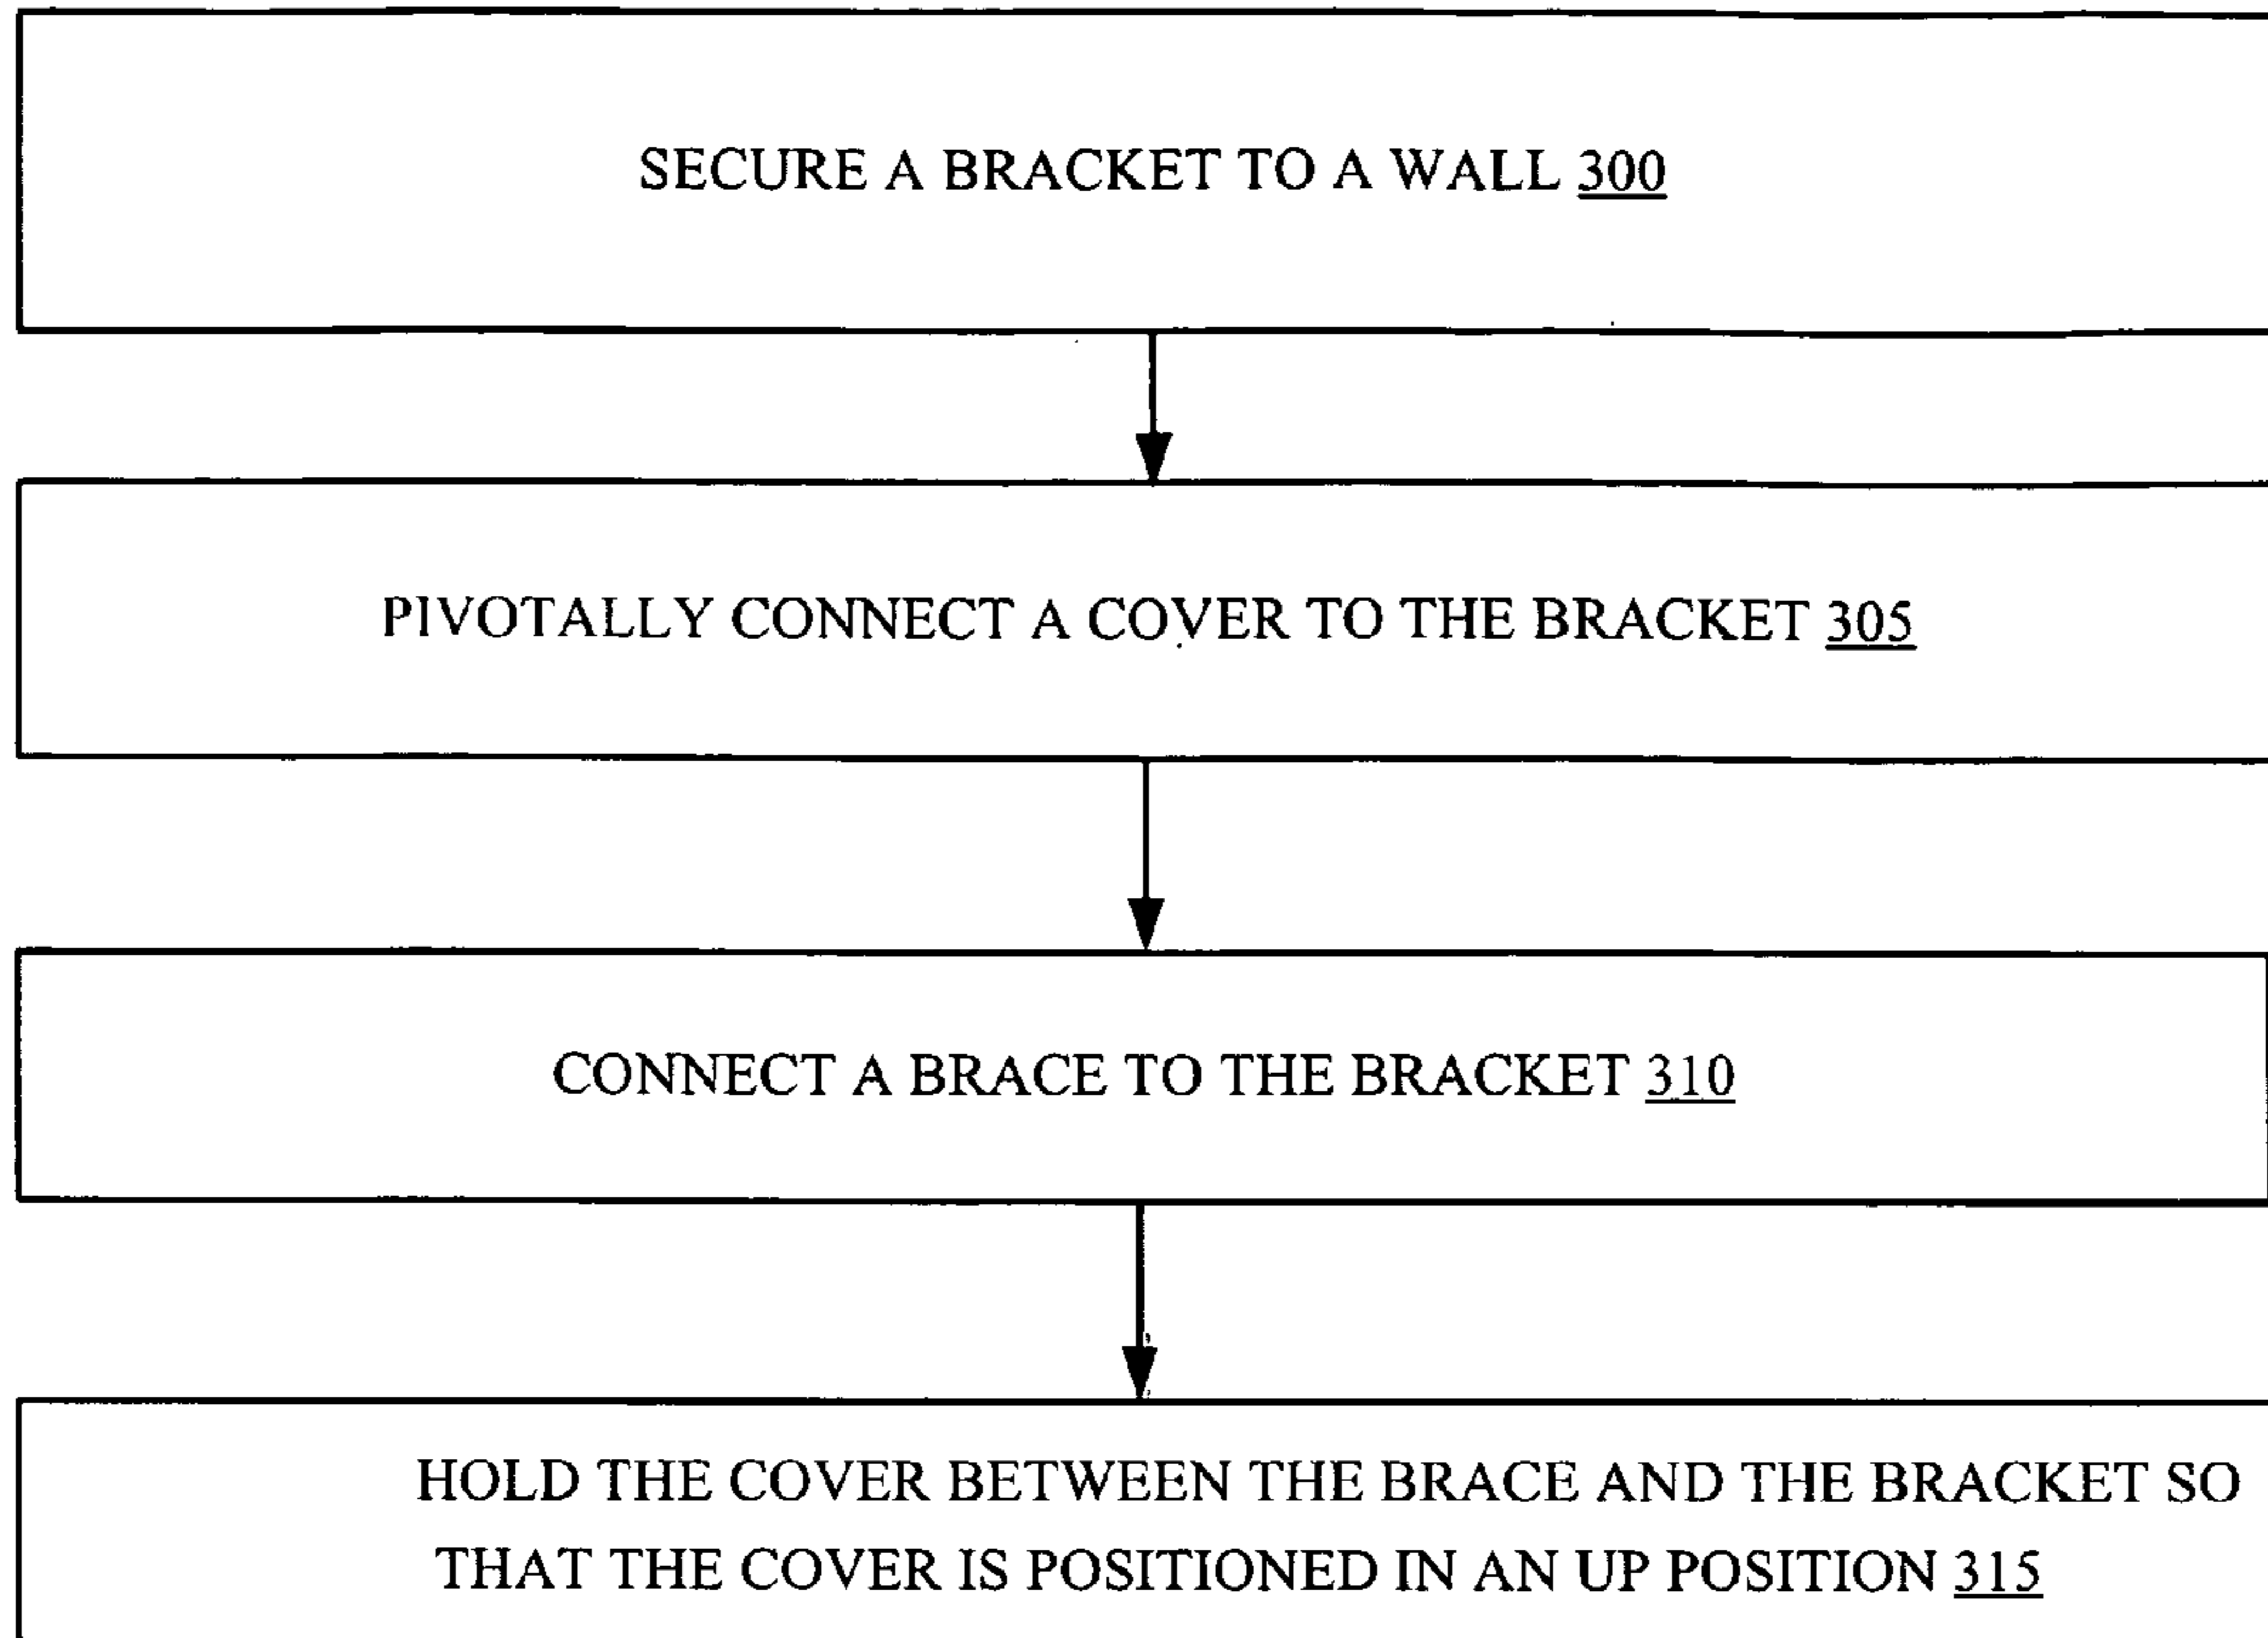 SECURE A BRACKET TO A WALL 300
PIVOTALLY CONNECT A COVER TO THE BRACKET 305
CONNECT A BRACE TO THE BRACKET 310
HOLD THE COVER BETWEEN THE BRACE AND THE BRACKET SO
THAT THE COVER IS POSITIONED IN AN UP POSITION 315